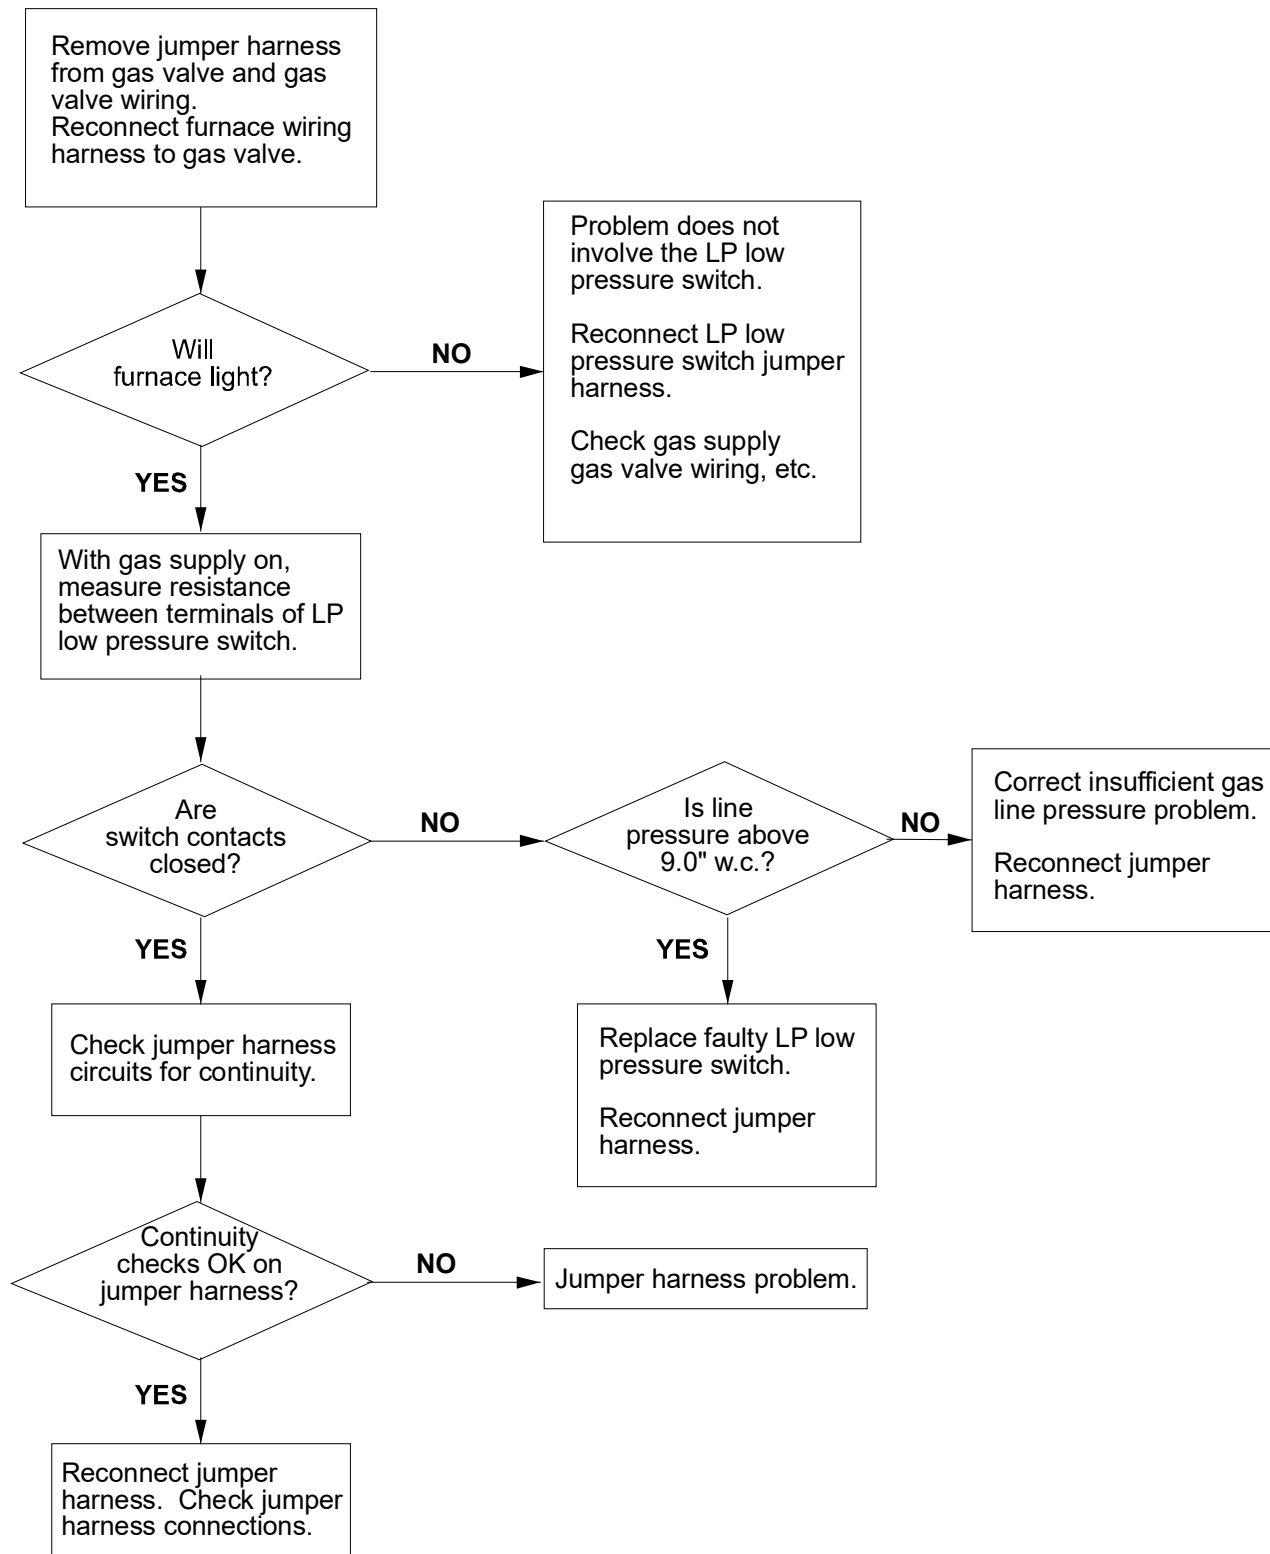 Remove jumper harness
from gas valve and gas
valve wiring.
Reconnect furnace wiring
harness to gas valve.
Will
furnace light?
NO
Problem does not
involve the LP low
pressure switch.
Reconnect LP low
pressure switch jumper
harness.
Check gas supply
gas valve wiring, etc.
YES
With gas supply on,
measure resistance
between terminals of LP
low pressure switch.
Are
switch contacts
closed?
NO
Is line
pressure above
9.0" w.c.?
NO
Correct insufficient gas
line pressure problem.
Reconnect jumper
harness.
YES
Replace faulty LP low
pressure switch.
Reconnect jumper
harness.
YES
Check jumper harness
circuits for continuity.
Continuity
checks OK on
jumper harness?
NO
Jumper harness problem.
YES
Reconnect jumper
harness.  Check jumper
harness connections.